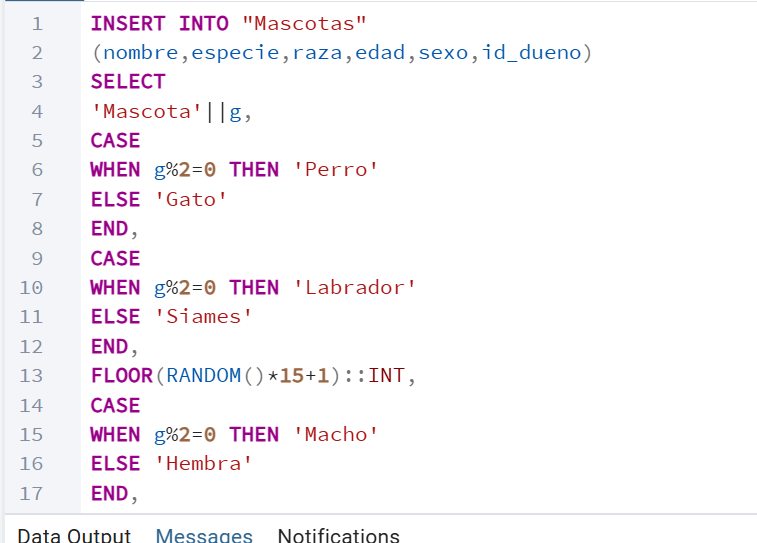 1 INSERT INTO "Mascotas"
2 (nombre,especie,raza,edad,sexo,id_dueno)
3 SELECT
4 'Mascota'||g,
5 CASE
6 WHEN g%2=0 THEN 'Perro'
7 ELSE 'Gato'
8 END,
9 CASE
10 WHEN g%2=0 THEN 'Labrador'
11 ELSE 'Siames'
12 END,
13 FLOOR(RANDOM()*15+1)::INT,
14 CASE
15 WHEN g%2=0 THEN 'Macho'
16 ELSE 'Hembra'
17 END,
Data Output Messages Notifications